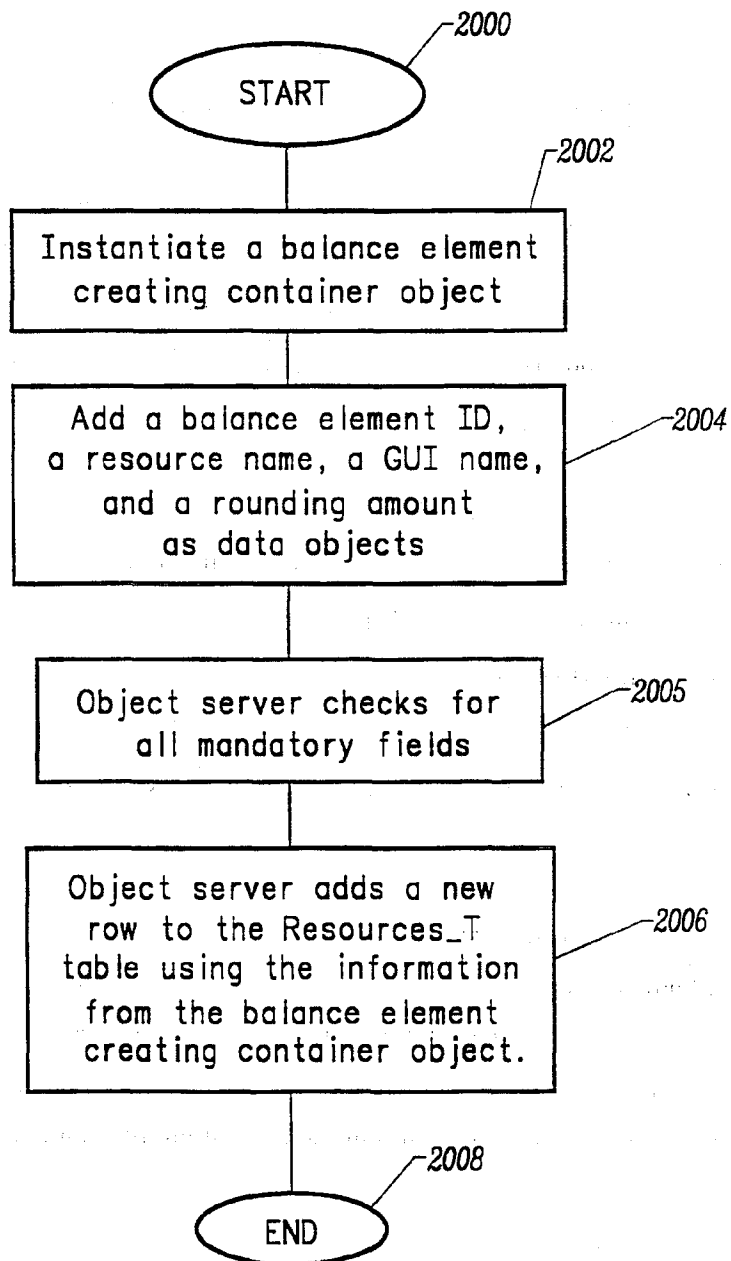 2000
START
2002
Instantiate a balance element
creating container object
Add a balance element ID,
a resource name, a GUI name,
and a rounding amount
as data objects
2004
Object server checks for
all mandatory fields
2005
Object server adds a new
row to the Resources_T
table using the information
from the balance element
creating container object.
2006
2008
END